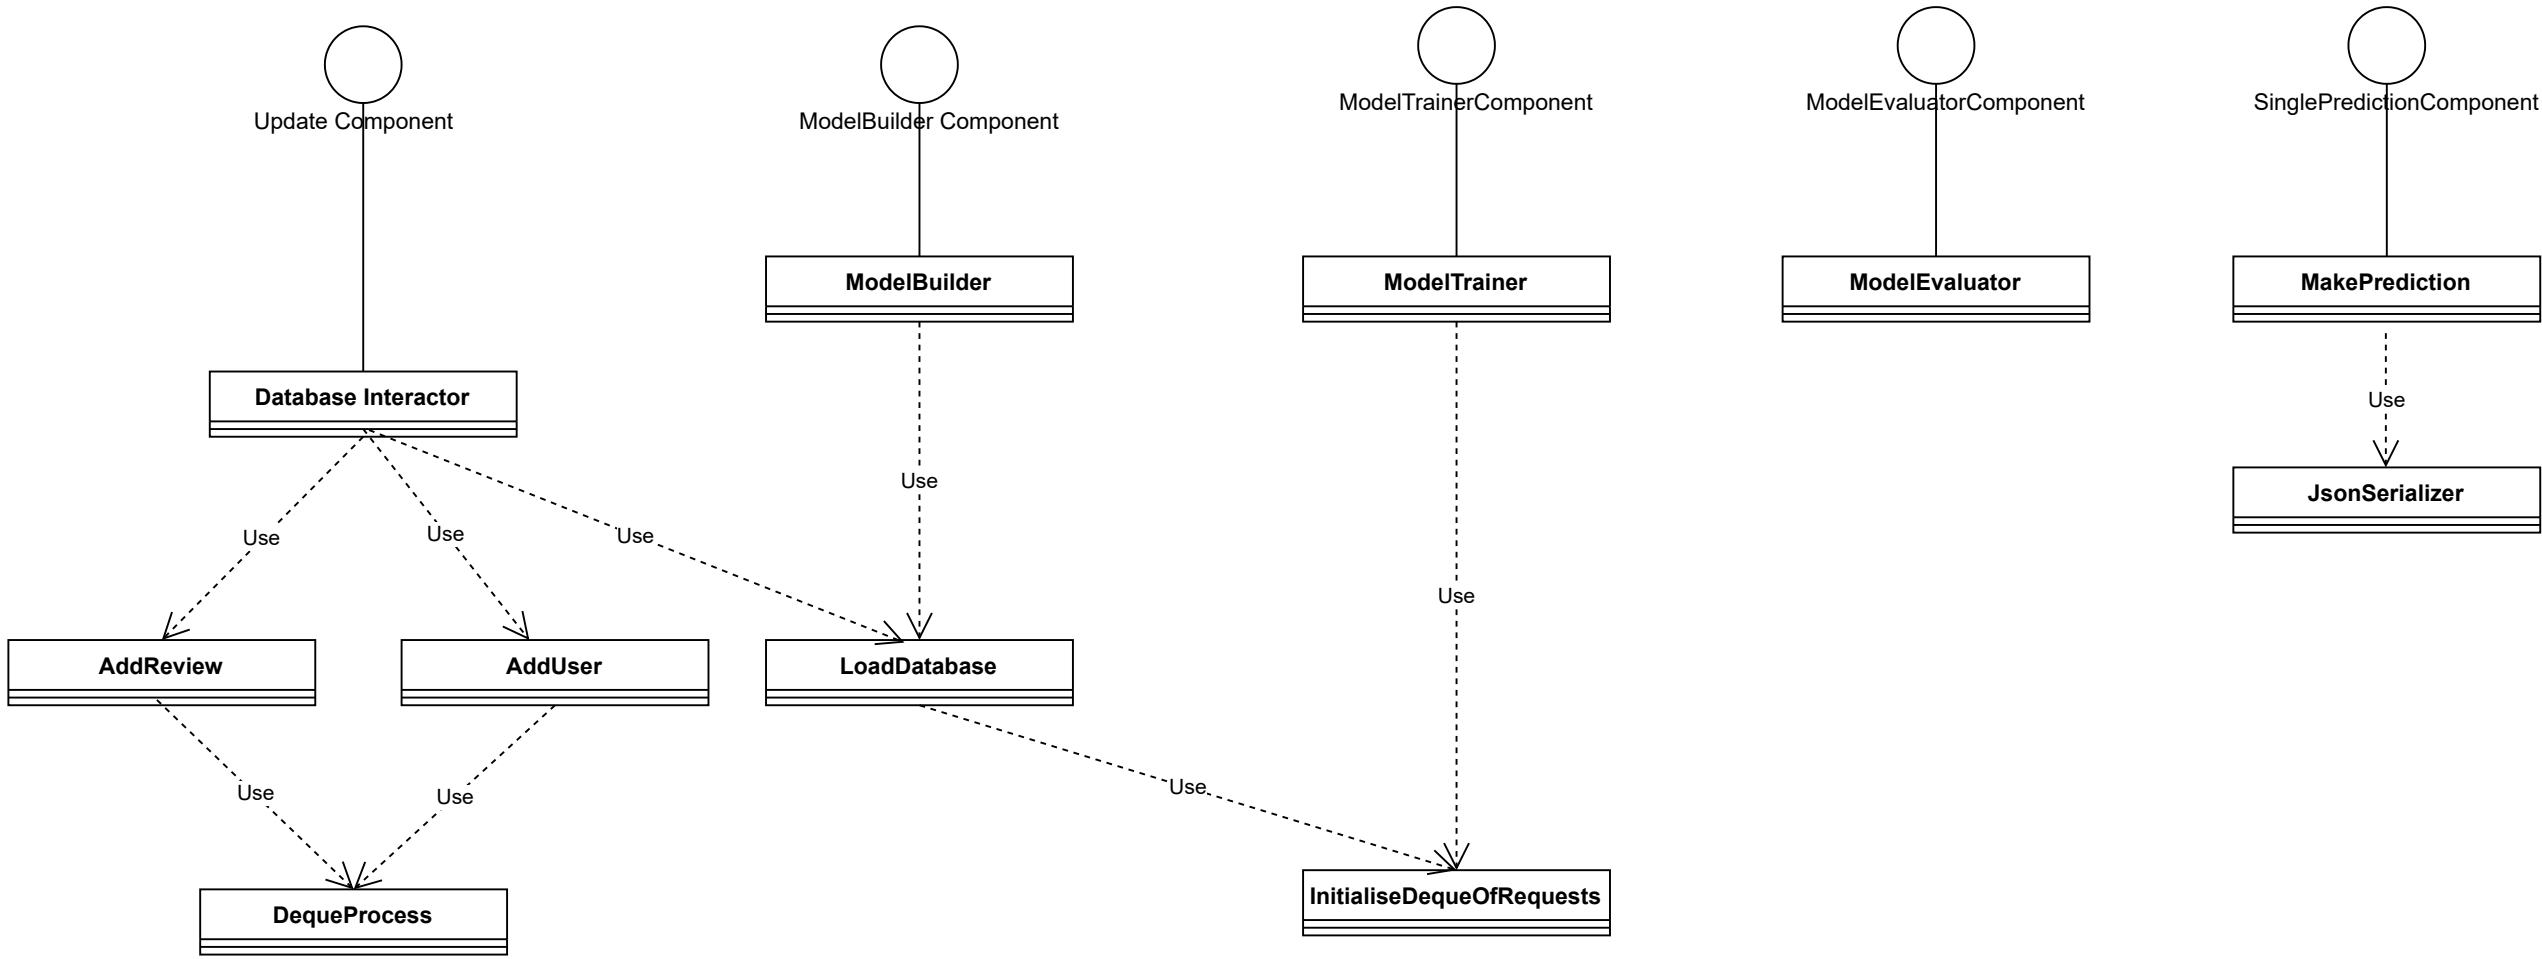 Update Component
ModelBuilder Component
ModelTrainerComponent
ModelEvaluatorComponent
SinglePredictionComponent
ModelBuilder
ModelTrainer
ModelEvaluator
MakePrediction
Database Interactor
Use
Use
JsonSerializer
Use
Use
Use
Use
AddReview
AddUser
LoadDatabase
Use
Use
Use
DequeProcess
InitialiseDequeOfRequests